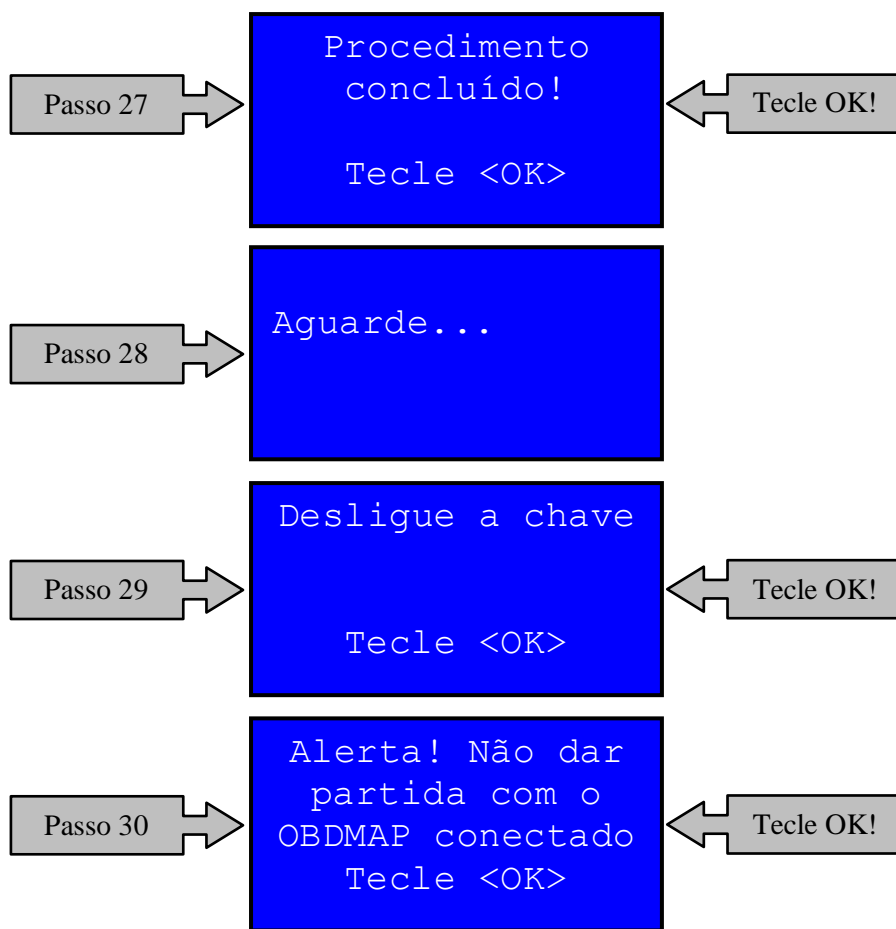 Passo 27
Procedimento
concluído!
Tecle <OK>
Tecle OK!
Passo 28
Aguarde...
Passo 29
Desligue a chave
Tecle <OK>
Tecle OK!
Passo 30
Alerta! Não dar
partida com o
OBDMAP conectado
Tecle <OK>
Tecle OK!